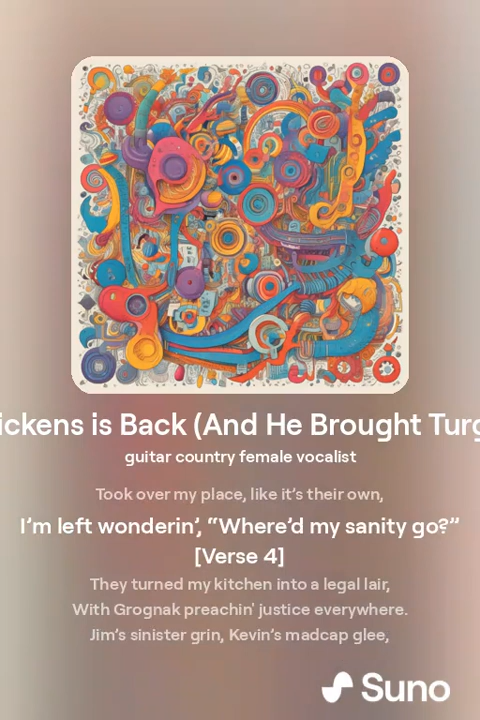 ickens is Back (And He Brought Turg
guitar country female vocalist
Took over my place, like it’s their own,
I’m left wonderin’, “Where’d my sanity go?”
[Verse 4]
They turned my kitchen into a legal lair,
With Grognak preachin' justice everywhere.
Jim’s sinister grin, Kevin’s madcap glee,
Suno